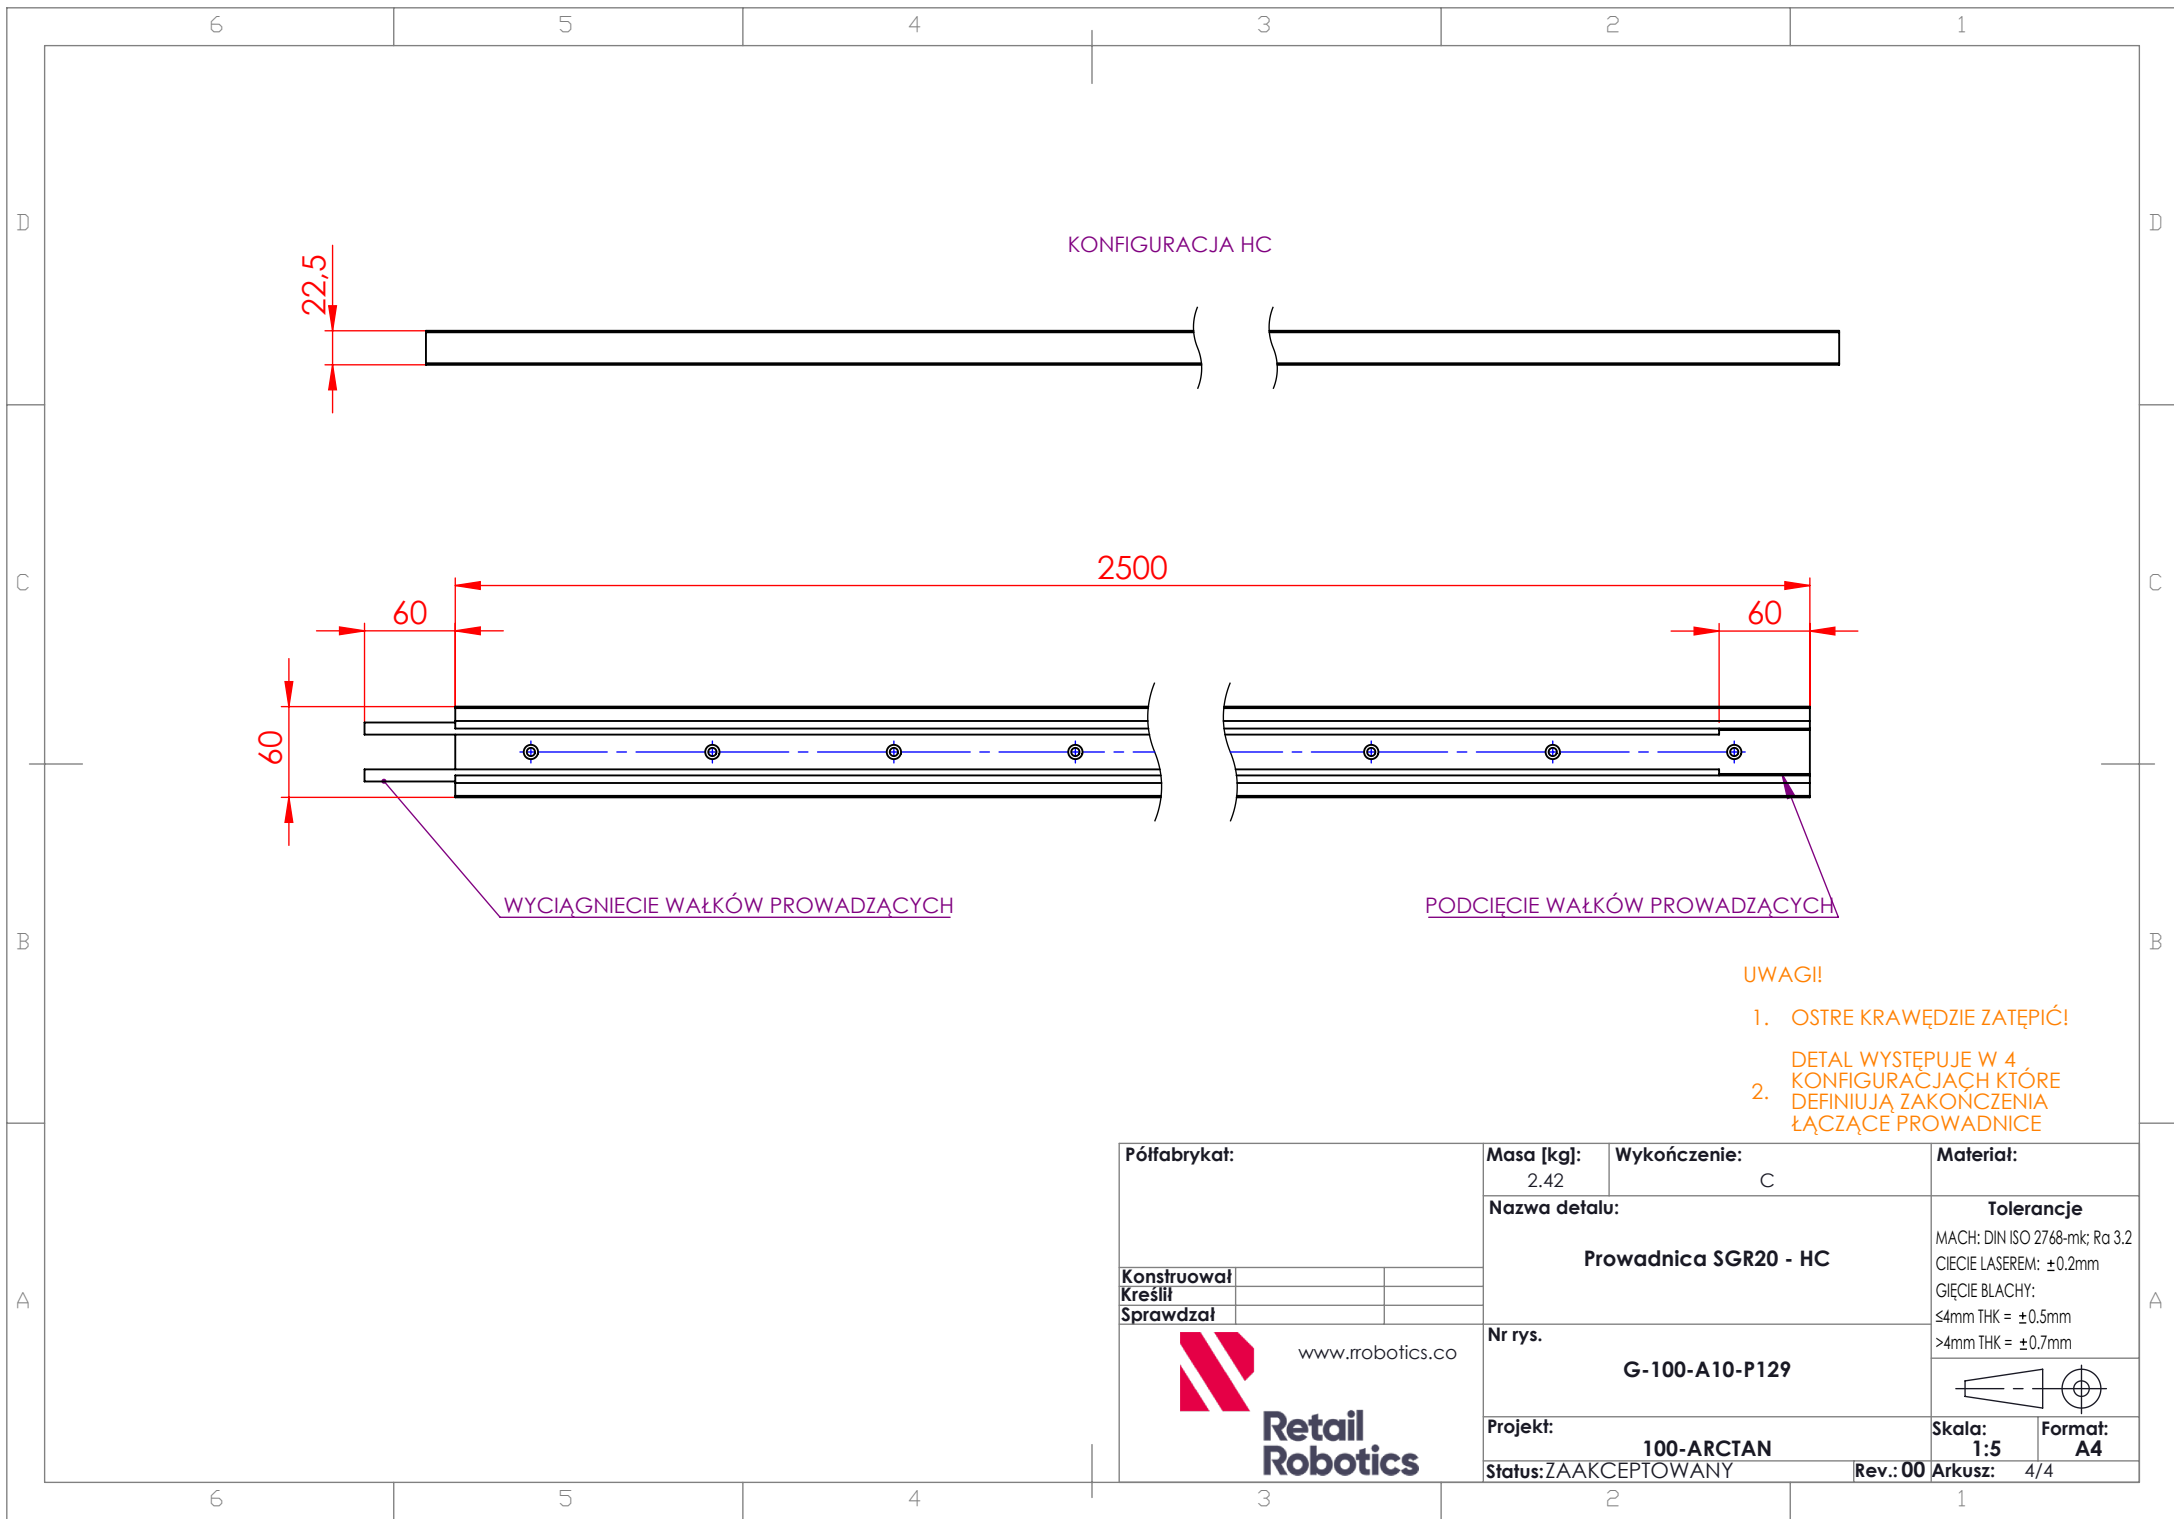 6 5 4 3 2 1
D D
KONFIGURACJA HC
22,5
2500
C C
60 60
60
WYCIĄGNIECIE WAŁKÓW PROWADZĄCYCH
PODCIĘCIE WAŁKÓW PROWADZĄCYCH
B B
UWAGI!
1. OSTRE KRAWĘDZIE ZATĘPIĆ!
2. DETAL WYSTĘPUJE W 4
KONFIGURACJACH KTÓRE
DEFINIUJĄ ZAKOŃCZENIA
ŁĄCZĄCE PROWADNICE
Półfabrykat:
Masa [kg]:
2.42
Wykończenie:
C
Materiał:
Nazwa detalu:
Prowadnica SGR20 - HC
Tolerancje
MACH: DIN ISO 2768-mk; Ra 3.2
CIECIE LASEREM: ±0.2mm
GIĘCIE BLACHY:
≤4mm THK = ±0.5mm
>4mm THK = ±0.7mm
A A
Konstruował
Kreślił
Sprawdzał
www.rrobotics.co
Retail
Robotics
Nr rys.
G-100-A10-P129
Projekt:
100-ARCTAN
Skala:
1:5
Format:
A4
Status: ZAAKCEPTOWANY
Rev.: 00
Arkusz: 4/4
6 5 4 3 2 1